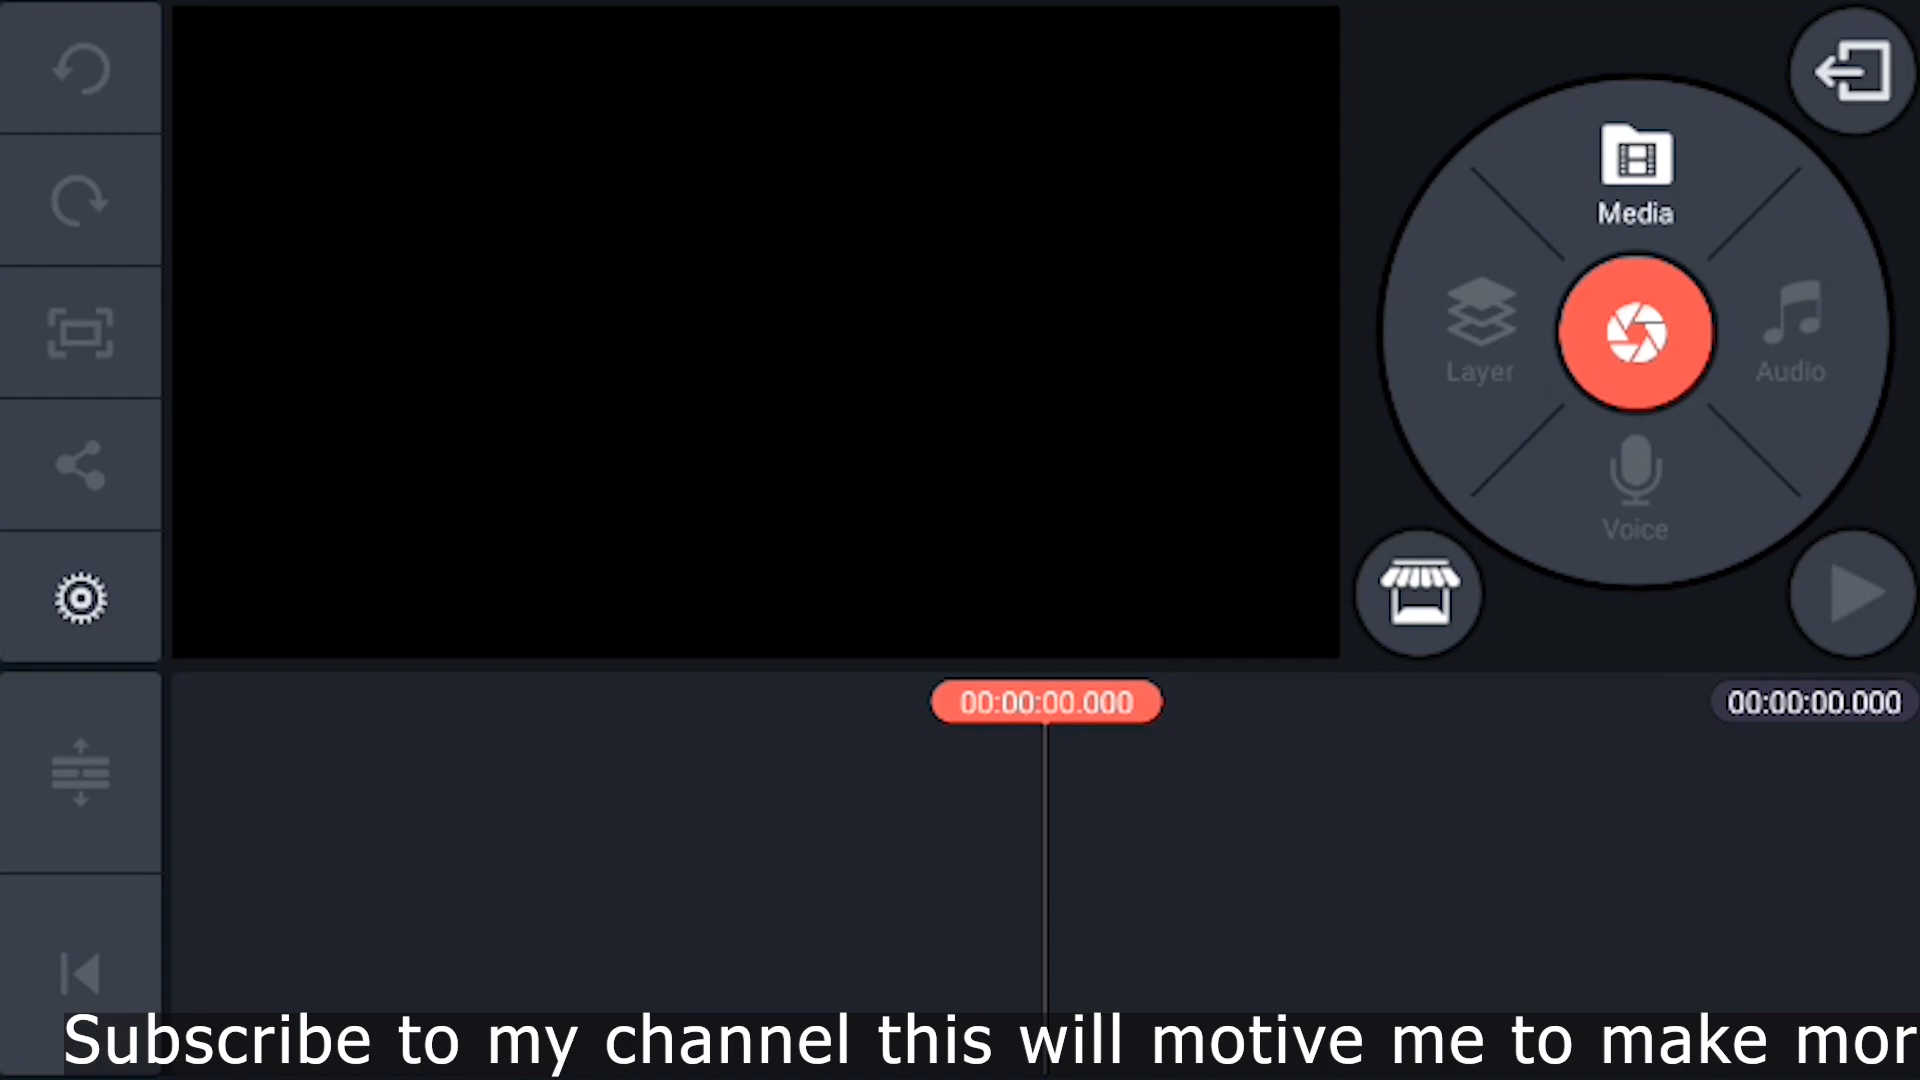 Media
Layer
Audio
Voice
00:00:00.000
00:00:00.000
Subscribe to my channel this will motive me to make mor